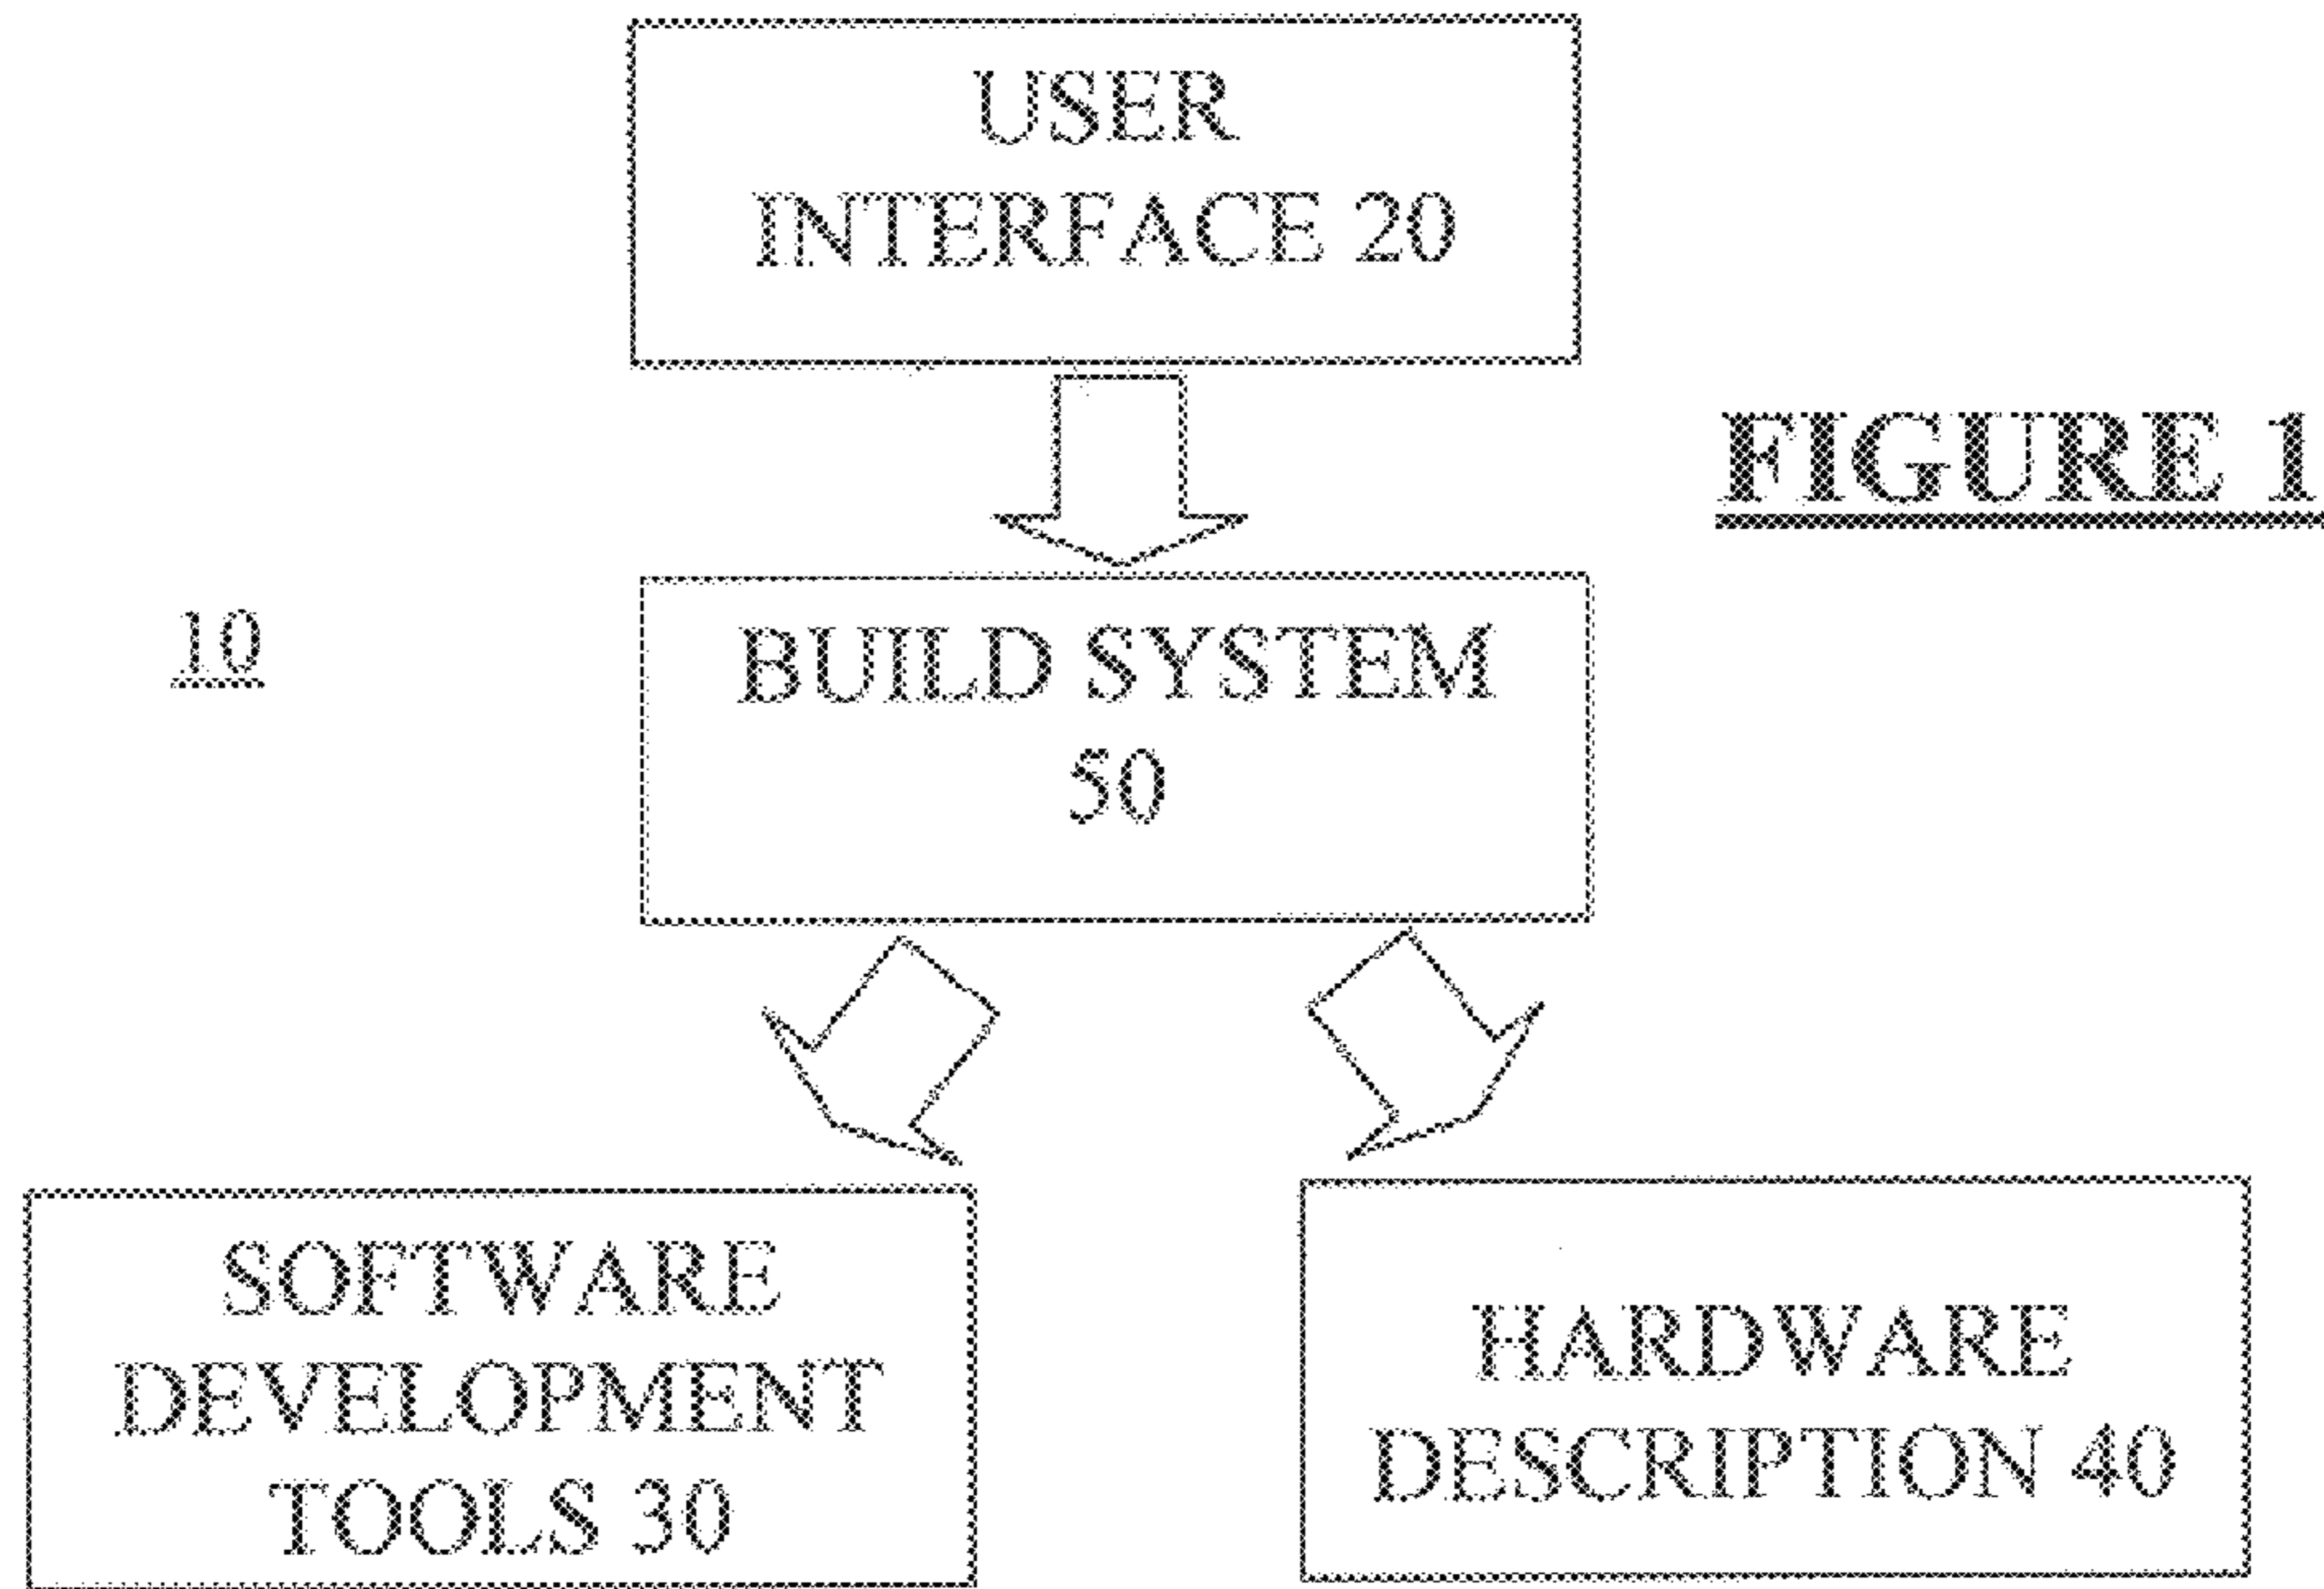 USER
INTERFACE 20
FIGURE 1
10
BUILD SYSTEM
50
SOFTWARE
DEVELOPMENT
TOOLS 30
HARDWARE
DESCRIPTION 40